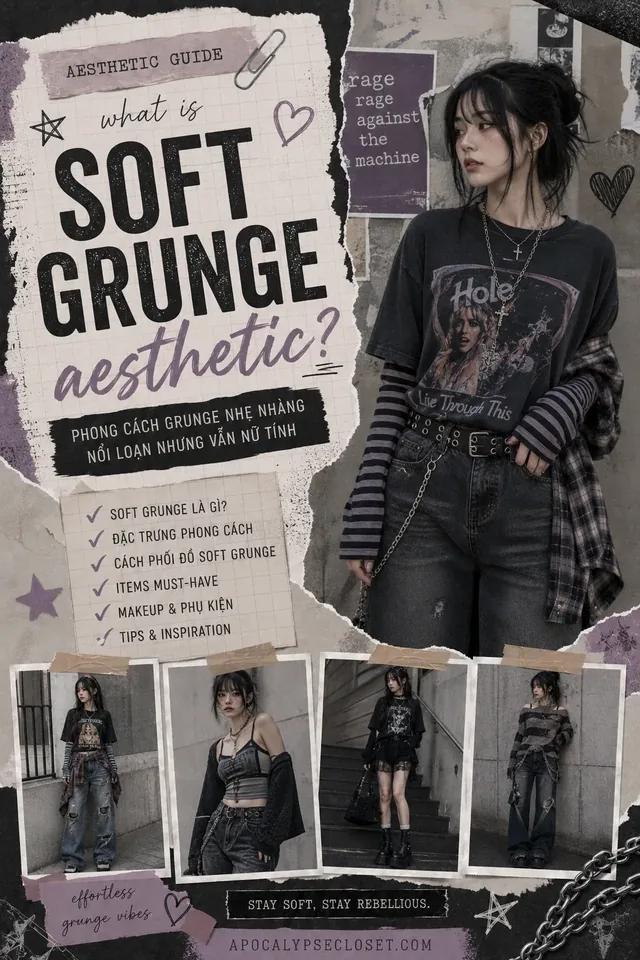 AESTHETIC GUIDE
what is
SOFT
GRUNGE
aesthetic?
PHONG CÁCH GRUNGE NHẸ NHÀNG
NỔI LOẠN NHƯNG VẪN NỮ TÍNH
SOFT GRUNGE LÀ GÌ?
ĐẶC TRƯNG PHONG CÁCH
CÁCH PHỐI ĐỒ SOFT GRUNGE
ITEMS MUST-HAVE
MAKEUP & PHỤ KIỆN
TIPS & INSPIRATION
rage
rage
against
the
machine
Hole
Live Through This
effortless
grunge vibes
STAY SOFT, STAY REBELLIOUS.
APOCALYPSECLOSET.COM